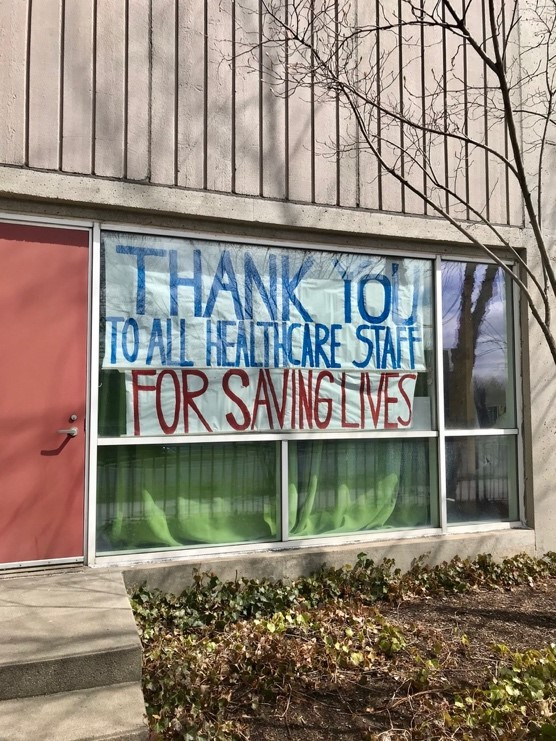 THANK YOU
TO ALL HEALTHCARE STAFF
FOR SAVING LIVES